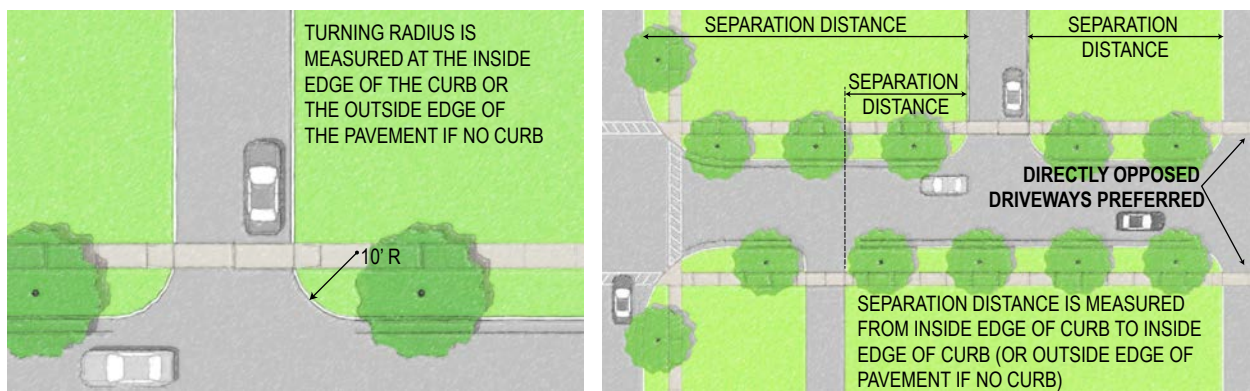 TURNING RADIUS IS
MEASURED AT THE INSIDE
EDGE OF THE CURB OR
THE OUTSIDE EDGE OF
THE PAVEMENT IF NO CURB
10' R
SEPARATION DISTANCE
SEPARATION
DISTANCE
SEPARATION
DISTANCE
DIRECTLY OPPOSED
DRIVEWAYS PREFERRED
SEPARATION DISTANCE IS MEASURED
FROM INSIDE EDGE OF CURB TO INSIDE
EDGE OF CURB (OR OUTSIDE EDGE OF
PAVEMENT IF NO CURB)